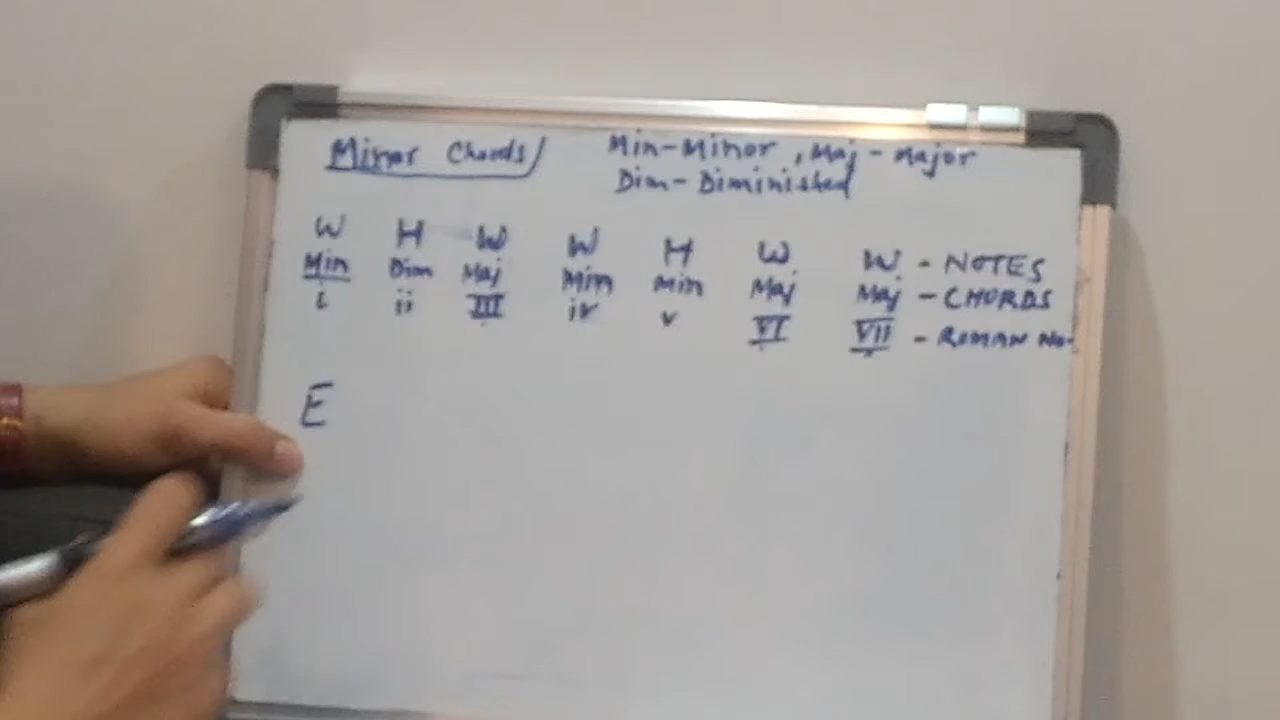 Minor Chords/
Min-Minor, Maj-Major
Dim-Diminished
W H W W H W W - NOTES
Min Dim Maj Min Min Maj Maj - CHORDS
i ii III iv v VI VII - ROMAN No.
E